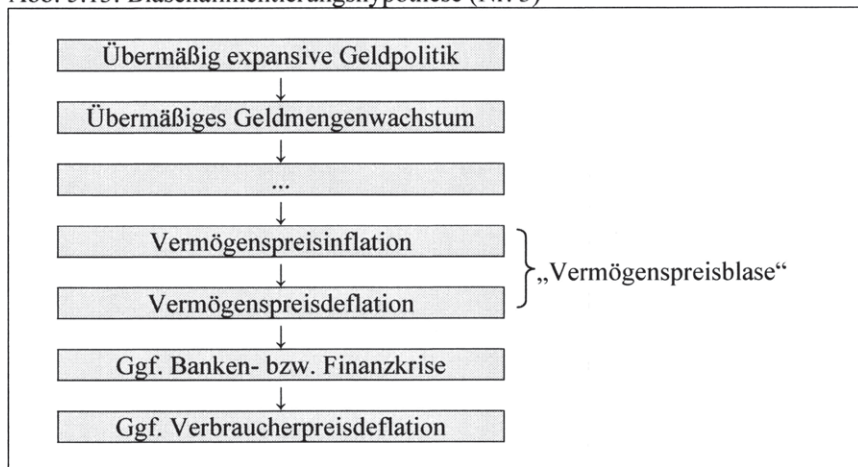 Übermäßig expansive Geldpolitik
↓
Übermäßiges Geldmengenwachstum
↓
...
↓
Vermögenspreisinflation
↓
Vermögenspreisdeflation
„Vermögenspreisblase“
↓
Ggf. Banken- bzw. Finanzkrise
↓
Ggf. Verbraucherpreisdeflation